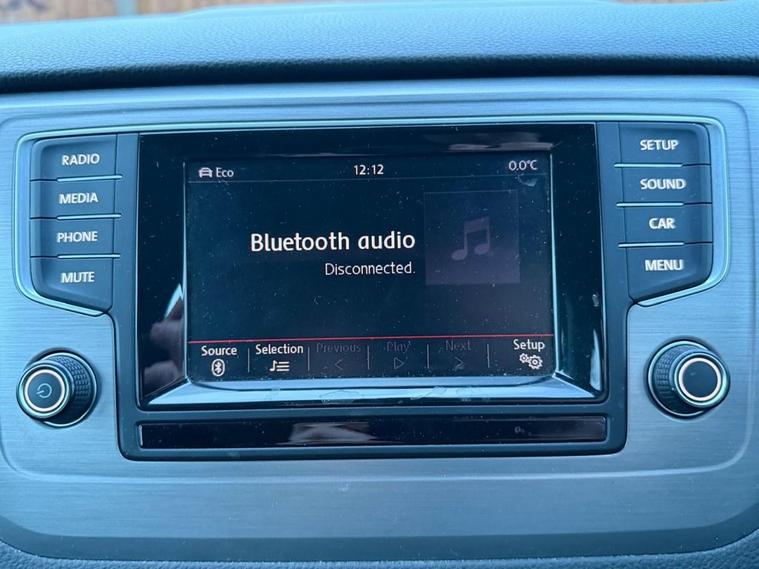 RADIO
MEDIA
PHONE
MUTE
Eco 12:12 0.0°C
Bluetooth audio
Disconnected.
Source Selection Previous Play Next Setup
SETUP
SOUND
CAR
MENU